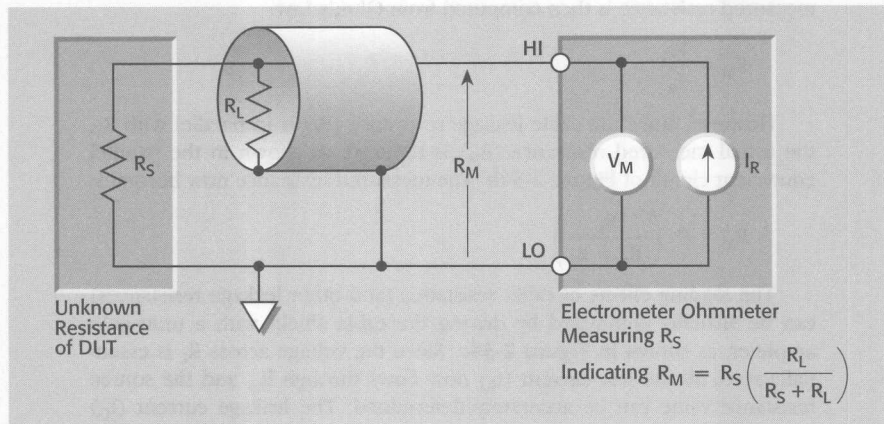 HI
R_L
R_S
R_M
V_M
I_R
LO
Unknown
Resistance
of DUT
Electrometer Ohmmeter
Measuring R_S
Indicating R_M = R_S ( R_L / (R_S + R_L) )